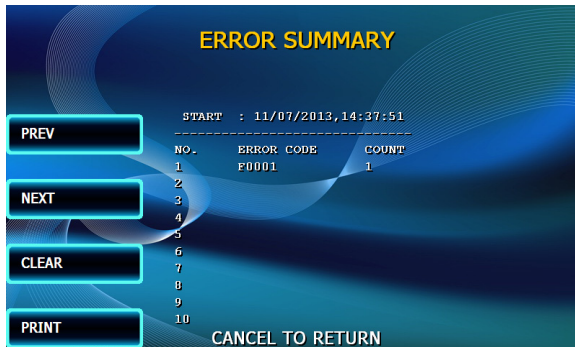 ERROR SUMMARY
START : 11/07/2013,14:37:51
------------------------------
PREV
NO. ERROR CODE COUNT
1 F0001 1
2
NEXT
3
4
5
6
CLEAR
7
8
9
10
PRINT
CANCEL TO RETURN